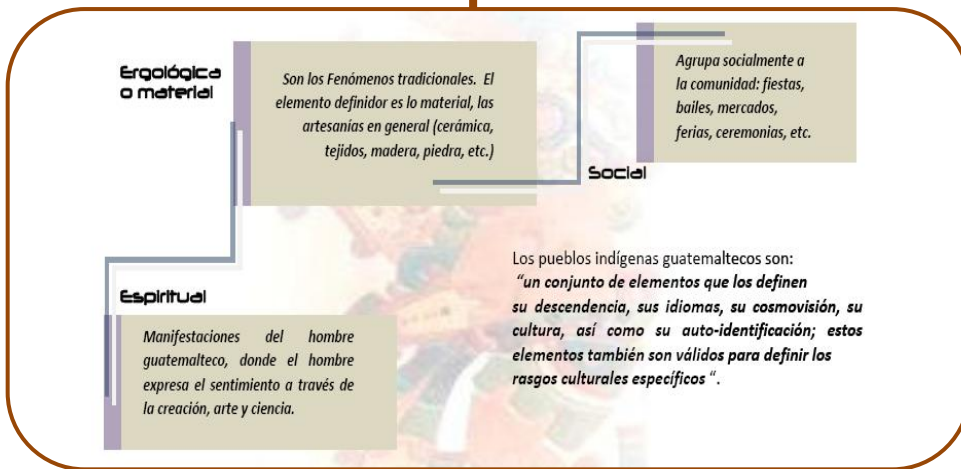 Ergológica
o material
Son los Fenómenos tradicionales. El
elemento definidor es lo material, las
artesanías en general (cerámica,
tejidos, madera, piedra, etc.)
Agrupa socialmente a
la comunidad: fiestas,
bailes, mercados,
ferias, ceremonias, etc.
Social
Espiritual
Manifestaciones del hombre
guatemalteco, donde el hombre
expresa el sentimiento a través de
la creación, arte y ciencia.
Los pueblos indígenas guatemaltecos son:
“un conjunto de elementos que los definen
su descendencia, sus idiomas, su cosmovisión, su
cultura, así como su auto-identificación; estos
elementos también son válidos para definir los
rasgos culturales específicos “.